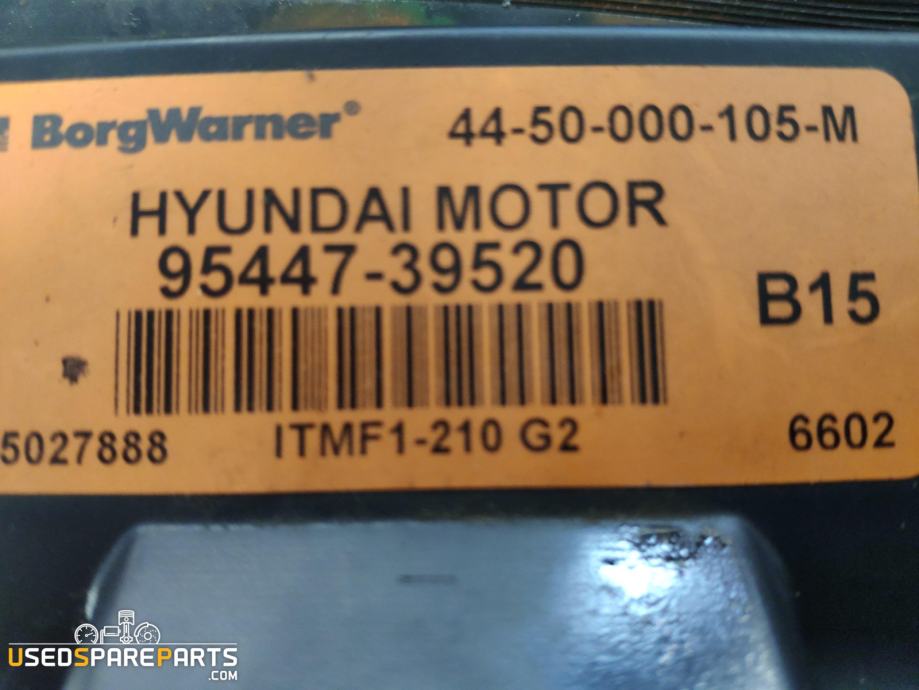 BorgWarner® 44-50-000-105-M
HYUNDAI MOTOR
95447-39520
B15
5027888 ITMF1-210 G2 6602
USEDSPAREPARTS
.COM